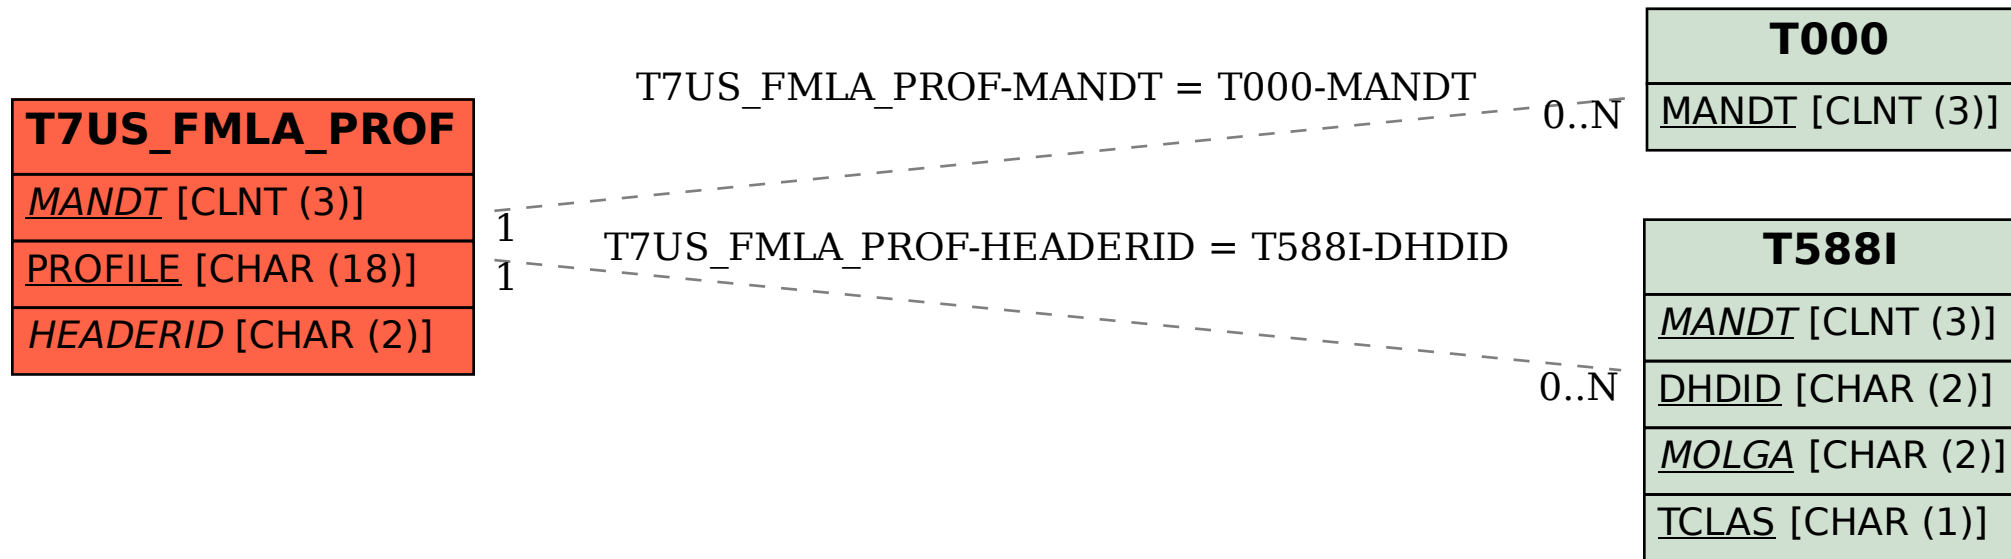 T7US_FMLA_PROF
MANDT [CLNT (3)]
PROFILE [CHAR (18)]
HEADERID [CHAR (2)]
T7US_FMLA_PROF-MANDT = T000-MANDT
1
0..N
T7US_FMLA_PROF-HEADERID = T588I-DHDID
1
0..N
T000
MANDT [CLNT (3)]
T588I
MANDT [CLNT (3)]
DHDID [CHAR (2)]
MOLGA [CHAR (2)]
TCLAS [CHAR (1)]